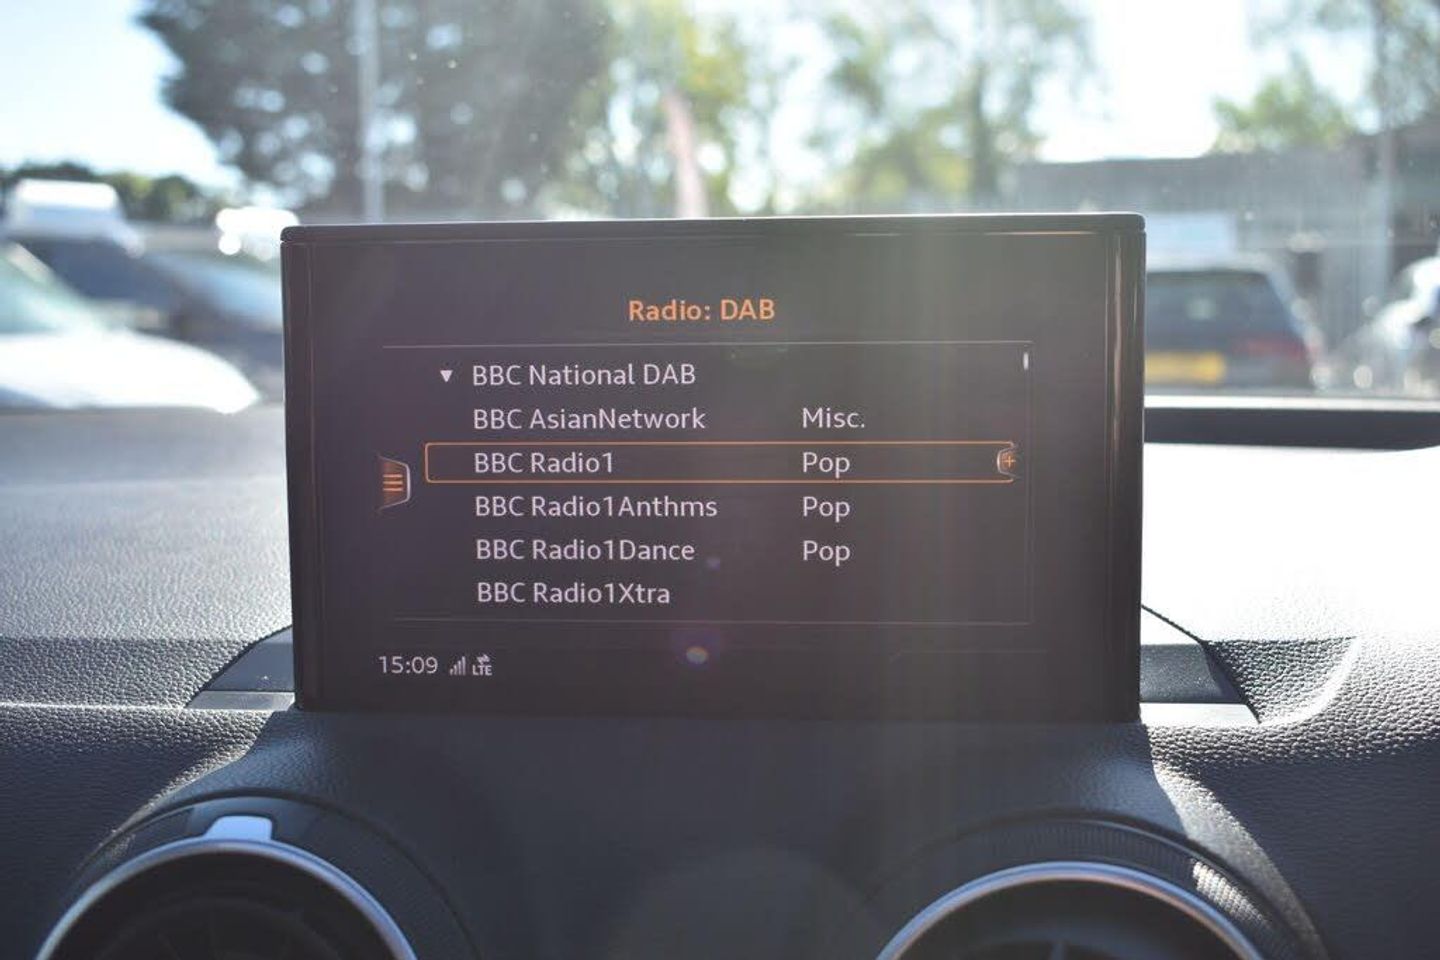 Radio: DAB
▼ BBC National DAB
BBC AsianNetwork Misc.
BBC Radio1 Pop
BBC Radio1Anthms Pop
BBC Radio1Dance Pop
BBC Radio1Xtra
15:09 LTE